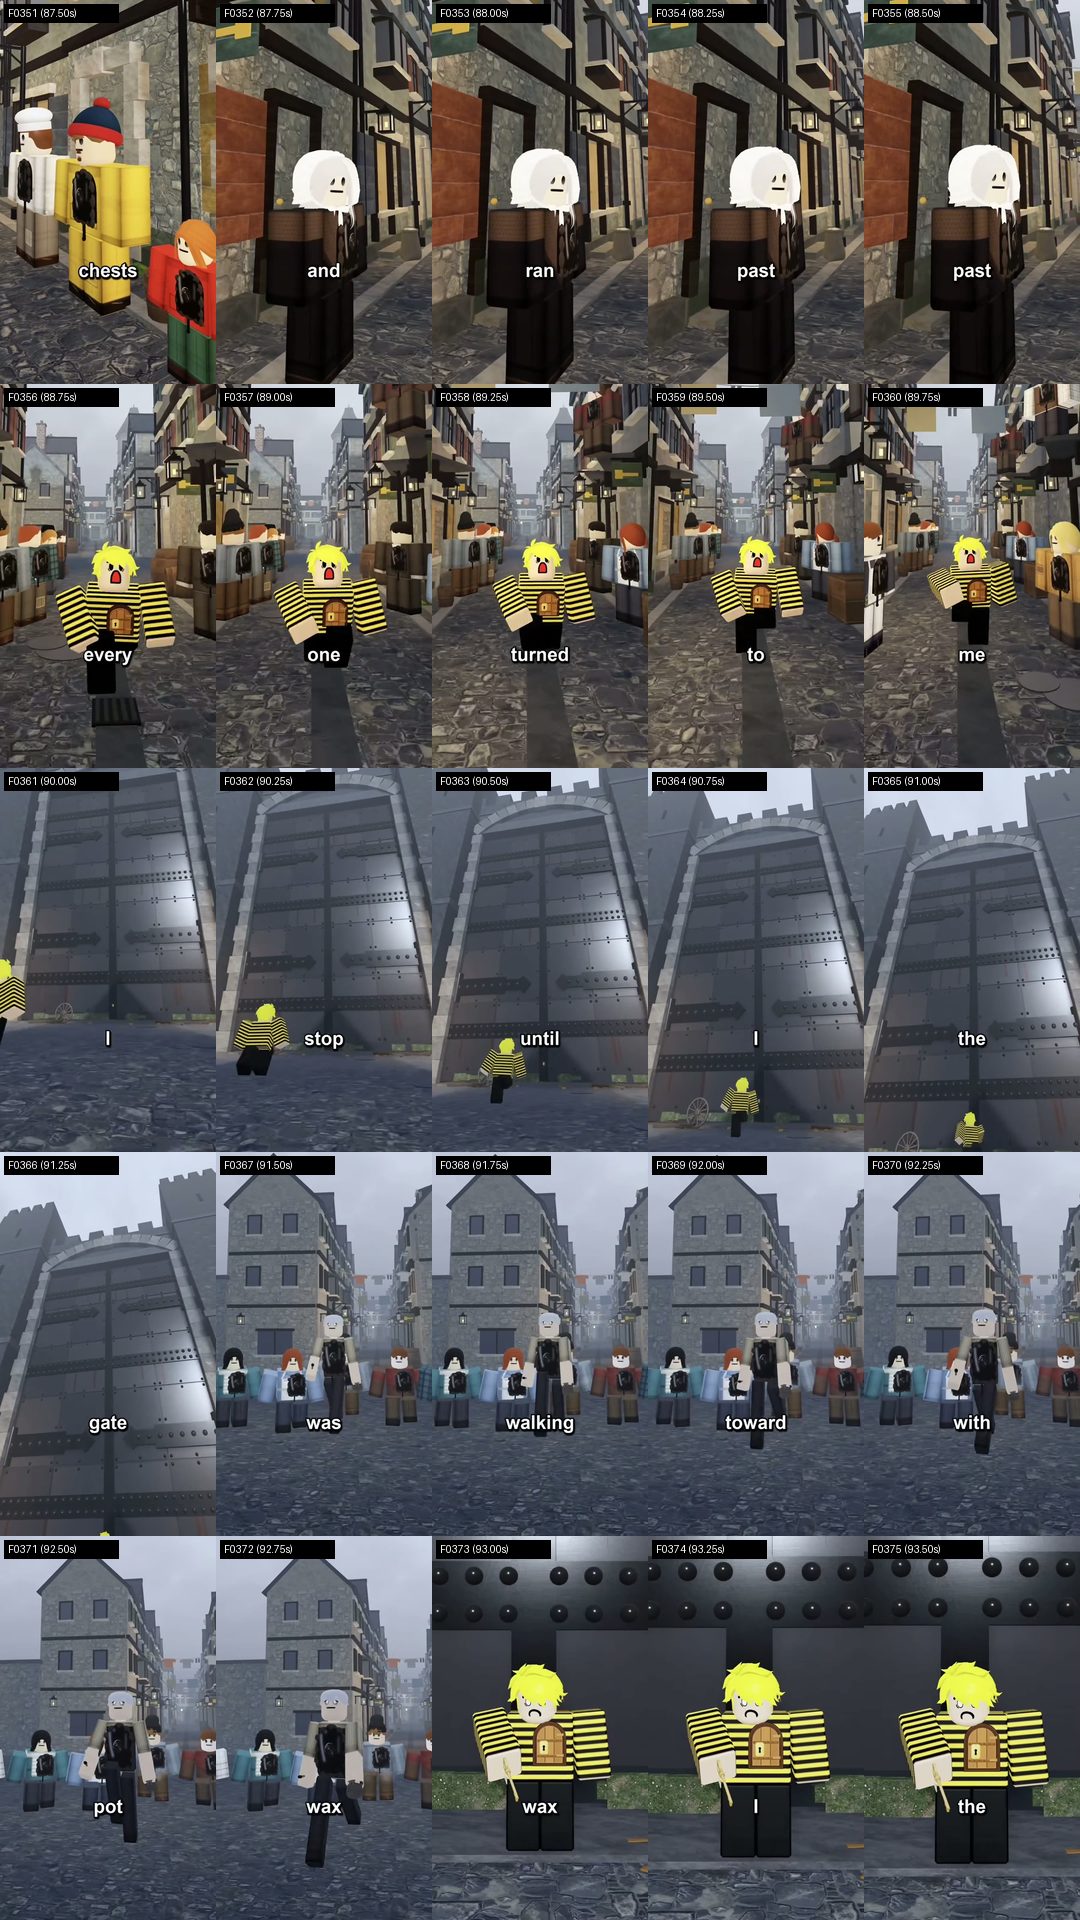 F0351 (87.50s)
F0352 (87.75s)
F0353 (88.00s)
F0354 (88.25s)
F0355 (88.50s)
chests
and
ran
past
past
F0356 (88.75s)
F0357 (89.00s)
F0358 (89.25s)
F0359 (89.50s)
F0360 (89.75s)
every
one
turned
to
me
F0361 (90.00s)
F0362 (90.25s)
F0363 (90.50s)
F0364 (90.75s)
F0365 (91.00s)
I
stop
until
I
the
F0366 (91.25s)
F0367 (91.50s)
F0368 (91.75s)
F0369 (92.00s)
F0370 (92.25s)
gate
was
walking
toward
with
F0371 (92.50s)
F0372 (92.75s)
F0373 (93.00s)
F0374 (93.25s)
F0375 (93.50s)
pot
wax
wax
I
the